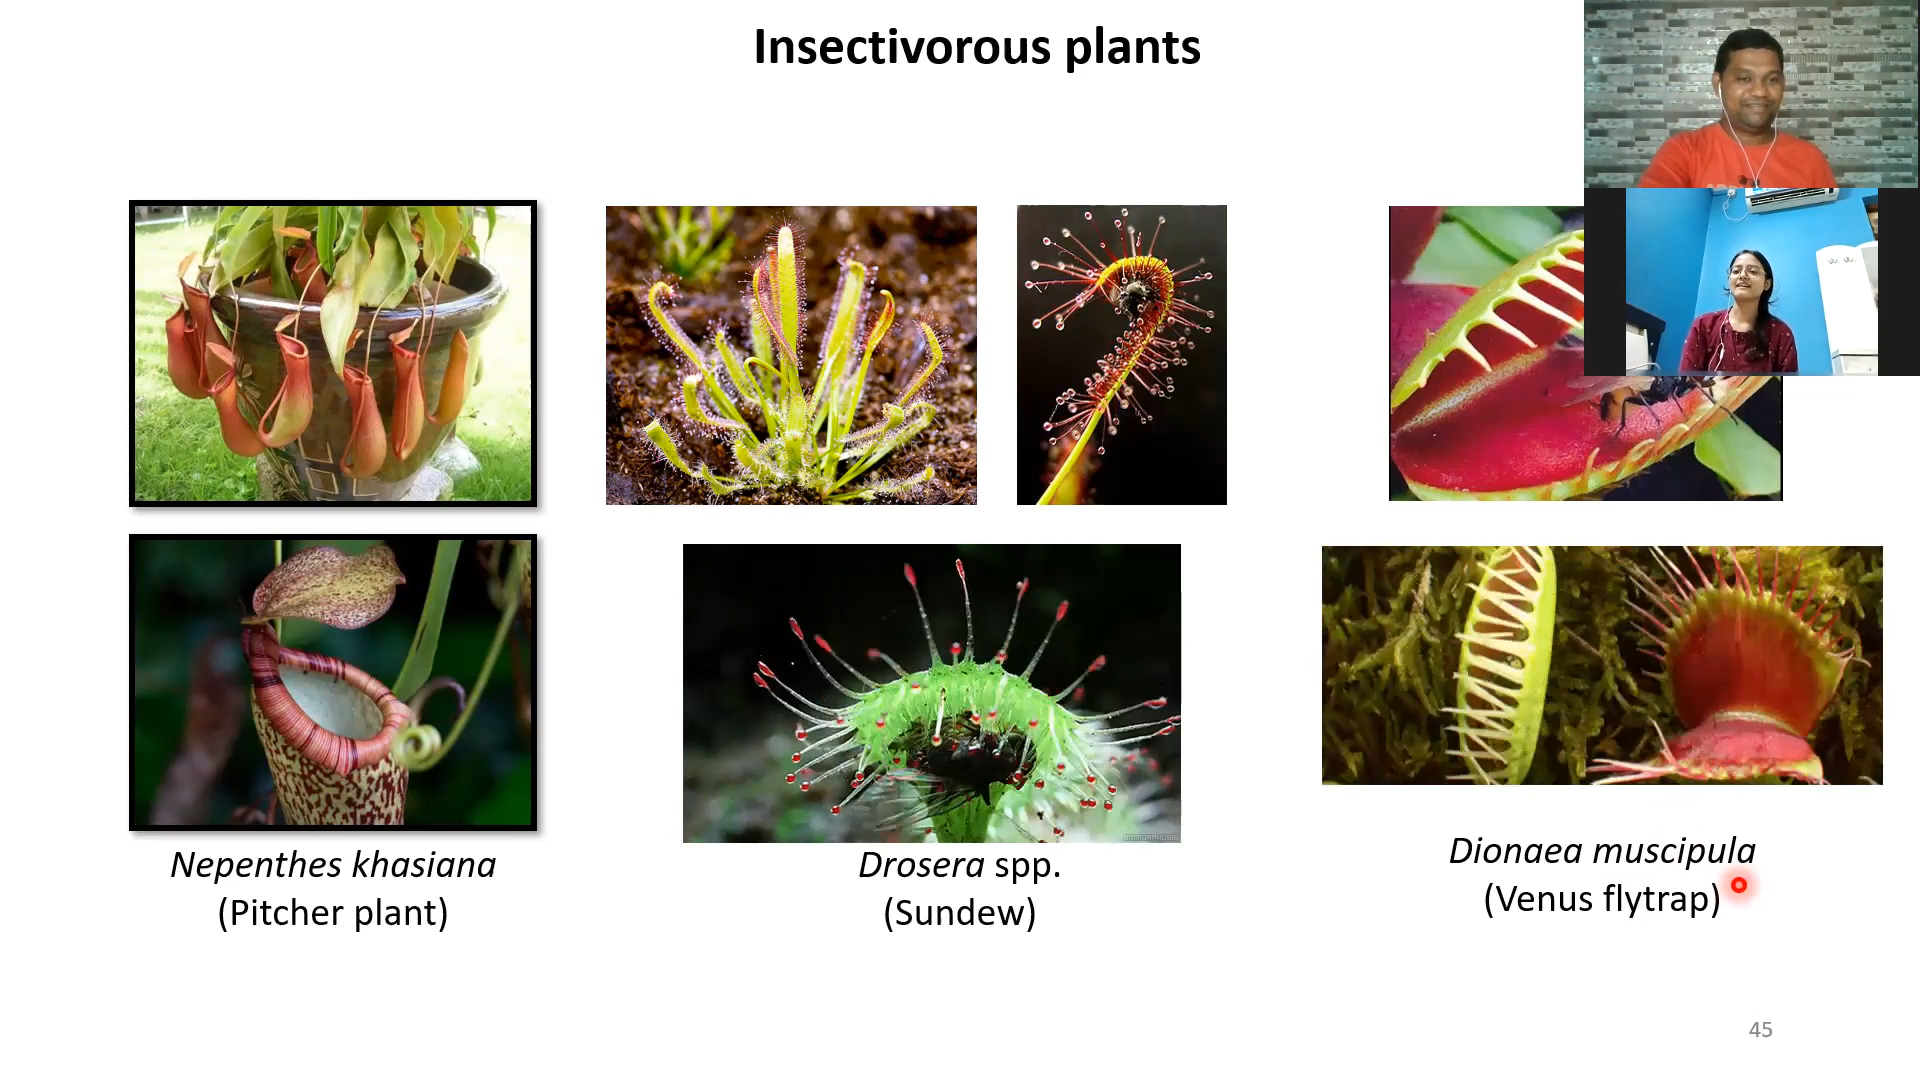 Insectivorous plants
Nepenthes khasiana
(Pitcher plant)
Drosera spp.
(Sundew)
Dionaea muscipula
(Venus flytrap)
45